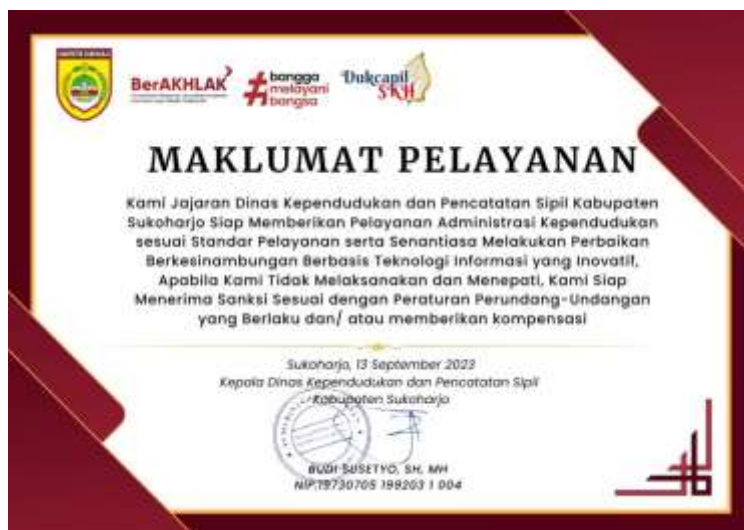 BerAKHLAK
#bangga
melayani
bangsa
Dukcapil
SKH
MAKLUMAT PELAYANAN
Kami Jajaran Dinas Kependudukan dan Pencatatan Sipil Kabupaten
Sukoharjo Siap Memberikan Pelayanan Administrasi Kependudukan
sesuai Standar Pelayanan serta Senantiasa Melakukan Perbaikan
Berkesinambungan Berbasis Teknologi Informasi yang Inovatif,
Apabila Kami Tidak Melaksanakan dan Menepati, Kami Siap
Menerima Sanksi Sesuai dengan Peraturan Perundang-Undangan
yang Berlaku dan/ atau memberikan kompensasi
Sukoharjo, 13 September 2023
Kepala Dinas Kependudukan dan Pencatatan Sipil
Kabupaten Sukoharjo
BUDI SUSETYO, SH, MH
NIP.19730705 199203 1 004